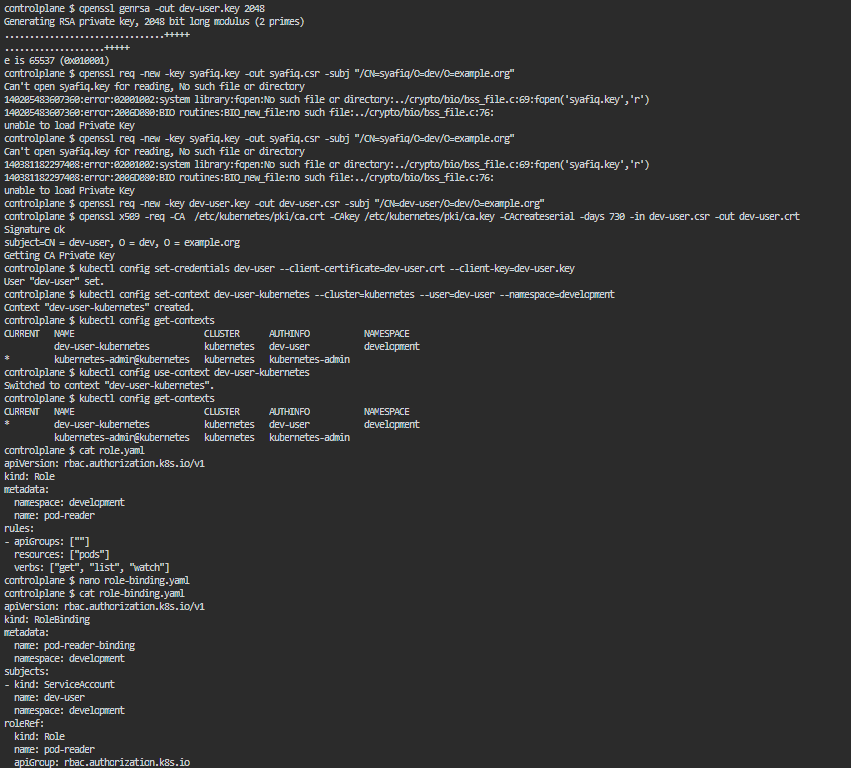 controlplane $ openssl genrsa -out dev-user.key 2048
Generating RSA private key, 2048 bit long modulus (2 primes)
................................+++++
....................+++++
e is 65537 (0x010001)
controlplane $ openssl req -new -key syafiq.key -out syafiq.csr -subj "/CN=syafiq/O=dev/O=example.org"
Can't open syafiq.key for reading, No such file or directory
140205483607360:error:02001002:system library:fopen:No such file or directory:../crypto/bio/bss_file.c:69:fopen('syafiq.key','r')
140205483607360:error:2006D080:BIO routines:BIO_new_file:no such file:../crypto/bio/bss_file.c:76:
unable to load Private Key
controlplane $ openssl req -new -key syafiq.key -out syafiq.csr -subj "/CN=syafiq/O=dev/O=example.org"
Can't open syafiq.key for reading, No such file or directory
140381182297408:error:02001002:system library:fopen:No such file or directory:../crypto/bio/bss_file.c:69:fopen('syafiq.key','r')
140381182297408:error:2006D080:BIO routines:BIO_new_file:no such file:../crypto/bio/bss_file.c:76:
unable to load Private Key
controlplane $ openssl req -new -key dev-user.key -out dev-user.csr -subj "/CN=dev-user/O=dev/O=example.org"
controlplane $ openssl x509 -req -CA  /etc/kubernetes/pki/ca.crt -CAkey /etc/kubernetes/pki/ca.key -CAcreateserial -days 730 -in dev-user.csr -out dev-user.crt
Signature ok
subject=CN = dev-user, O = dev, O = example.org
Getting CA Private Key
controlplane $ kubectl config set-credentials dev-user --client-certificate=dev-user.crt --client-key=dev-user.key
User "dev-user" set.
controlplane $ kubectl config set-context dev-user-kubernetes --cluster=kubernetes --user=dev-user --namespace=development
Context "dev-user-kubernetes" created.
controlplane $ kubectl config get-contexts
CURRENT   NAME                          CLUSTER      AUTHINFO           NAMESPACE
          dev-user-kubernetes           kubernetes   dev-user           development
*         kubernetes-admin@kubernetes   kubernetes   kubernetes-admin
controlplane $ kubectl config use-context dev-user-kubernetes
Switched to context "dev-user-kubernetes".
controlplane $ kubectl config get-contexts
CURRENT   NAME                          CLUSTER      AUTHINFO           NAMESPACE
*         dev-user-kubernetes           kubernetes   dev-user           development
          kubernetes-admin@kubernetes   kubernetes   kubernetes-admin
controlplane $ cat role.yaml
apiVersion: rbac.authorization.k8s.io/v1
kind: Role
metadata:
  namespace: development
  name: pod-reader
rules:
- apiGroups: [""]
  resources: ["pods"]
  verbs: ["get", "list", "watch"]
controlplane $ nano role-binding.yaml
controlplane $ cat role-binding.yaml
apiVersion: rbac.authorization.k8s.io/v1
kind: RoleBinding
metadata:
  name: pod-reader-binding
  namespace: development
subjects:
- kind: ServiceAccount
  name: dev-user
  namespace: development
roleRef:
  kind: Role
  name: pod-reader
  apiGroup: rbac.authorization.k8s.io